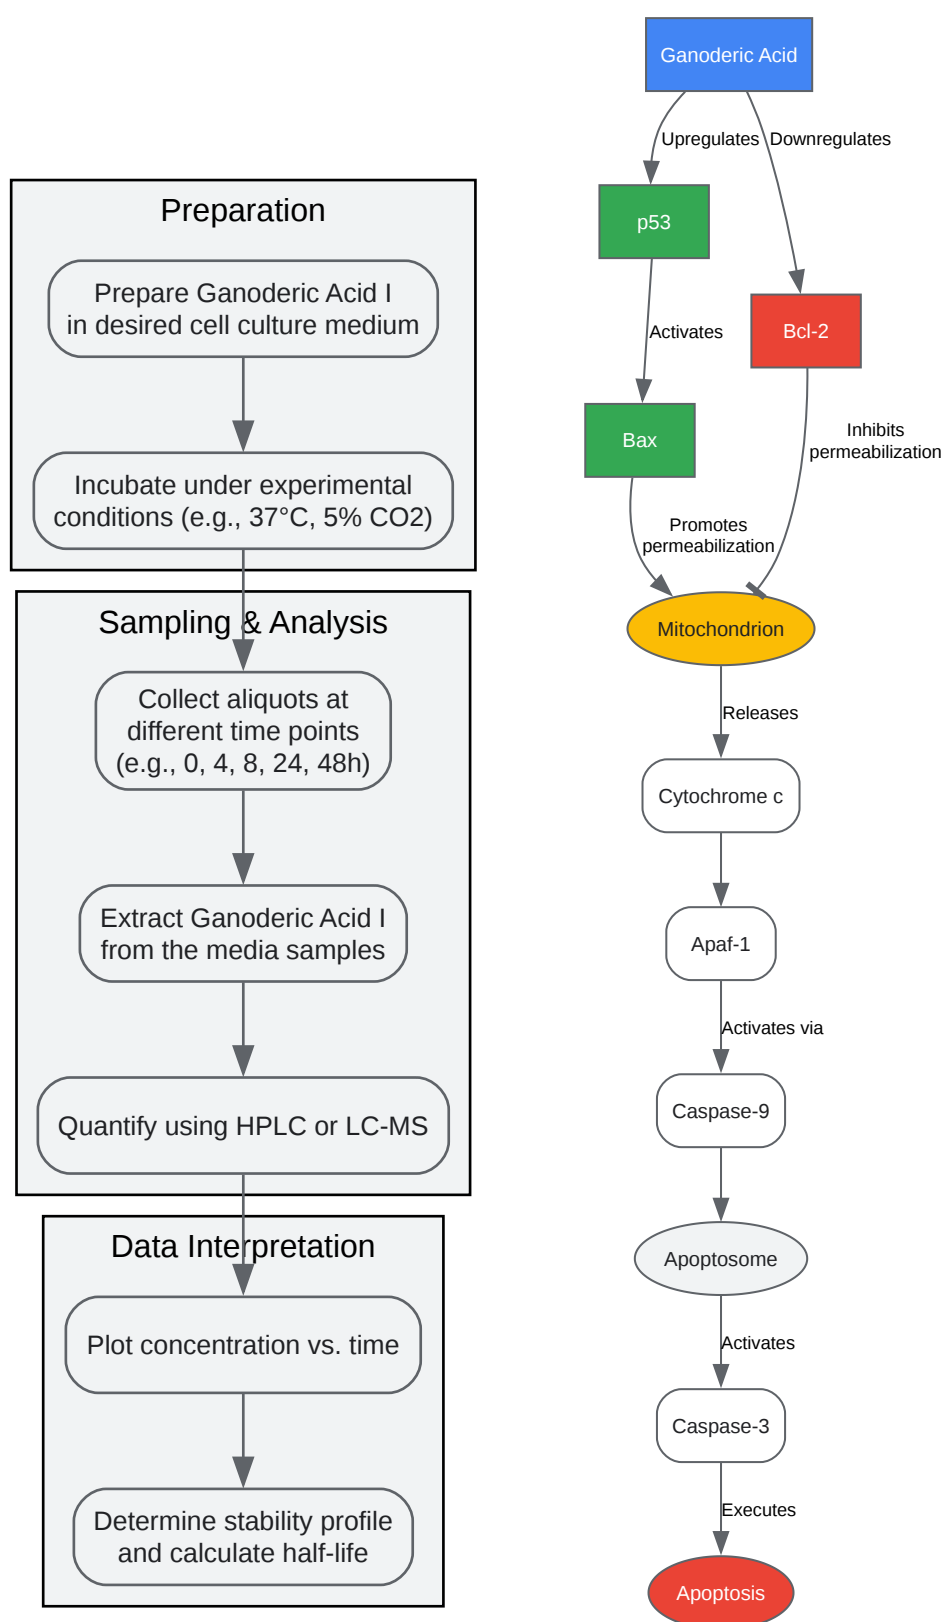 Preparation
Prepare Ganoderic Acid I
in desired cell culture medium
Incubate under experimental
conditions (e.g., 37°C, 5% CO2)
Sampling & Analysis
Collect aliquots at
different time points
(e.g., 0, 4, 8, 24, 48h)
Extract Ganoderic Acid I
from the media samples
Quantify using HPLC or LC-MS
Data Interpretation
Plot concentration vs. time
Determine stability profile
and calculate half-life
Ganoderic Acid
Upregulates
Downregulates
p53
Bcl-2
Activates
Bax
Inhibits
permeabilization
Promotes
permeabilization
Mitochondrion
Releases
Cytochrome c
Apaf-1
Activates via
Caspase-9
Apoptosome
Activates
Caspase-3
Executes
Apoptosis